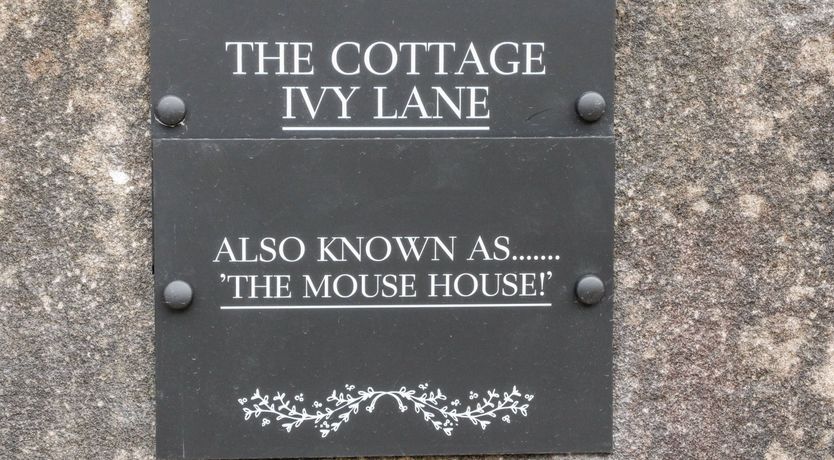 THE COTTAGE
IVY LANE
ALSO KNOWN AS.......
'THE MOUSE HOUSE!'